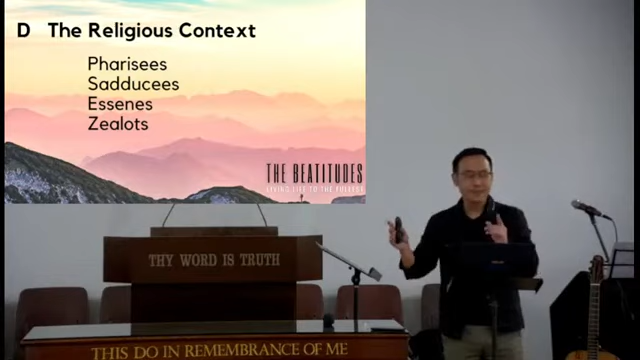 D The Religious Context
Pharisees
Sadducees
Essenes
Zealots
THE BEATITUDES
LIVING LIFE TO THE FULLEST
THY WORD IS TRUTH
THIS DO IN REMEMBRANCE OF ME